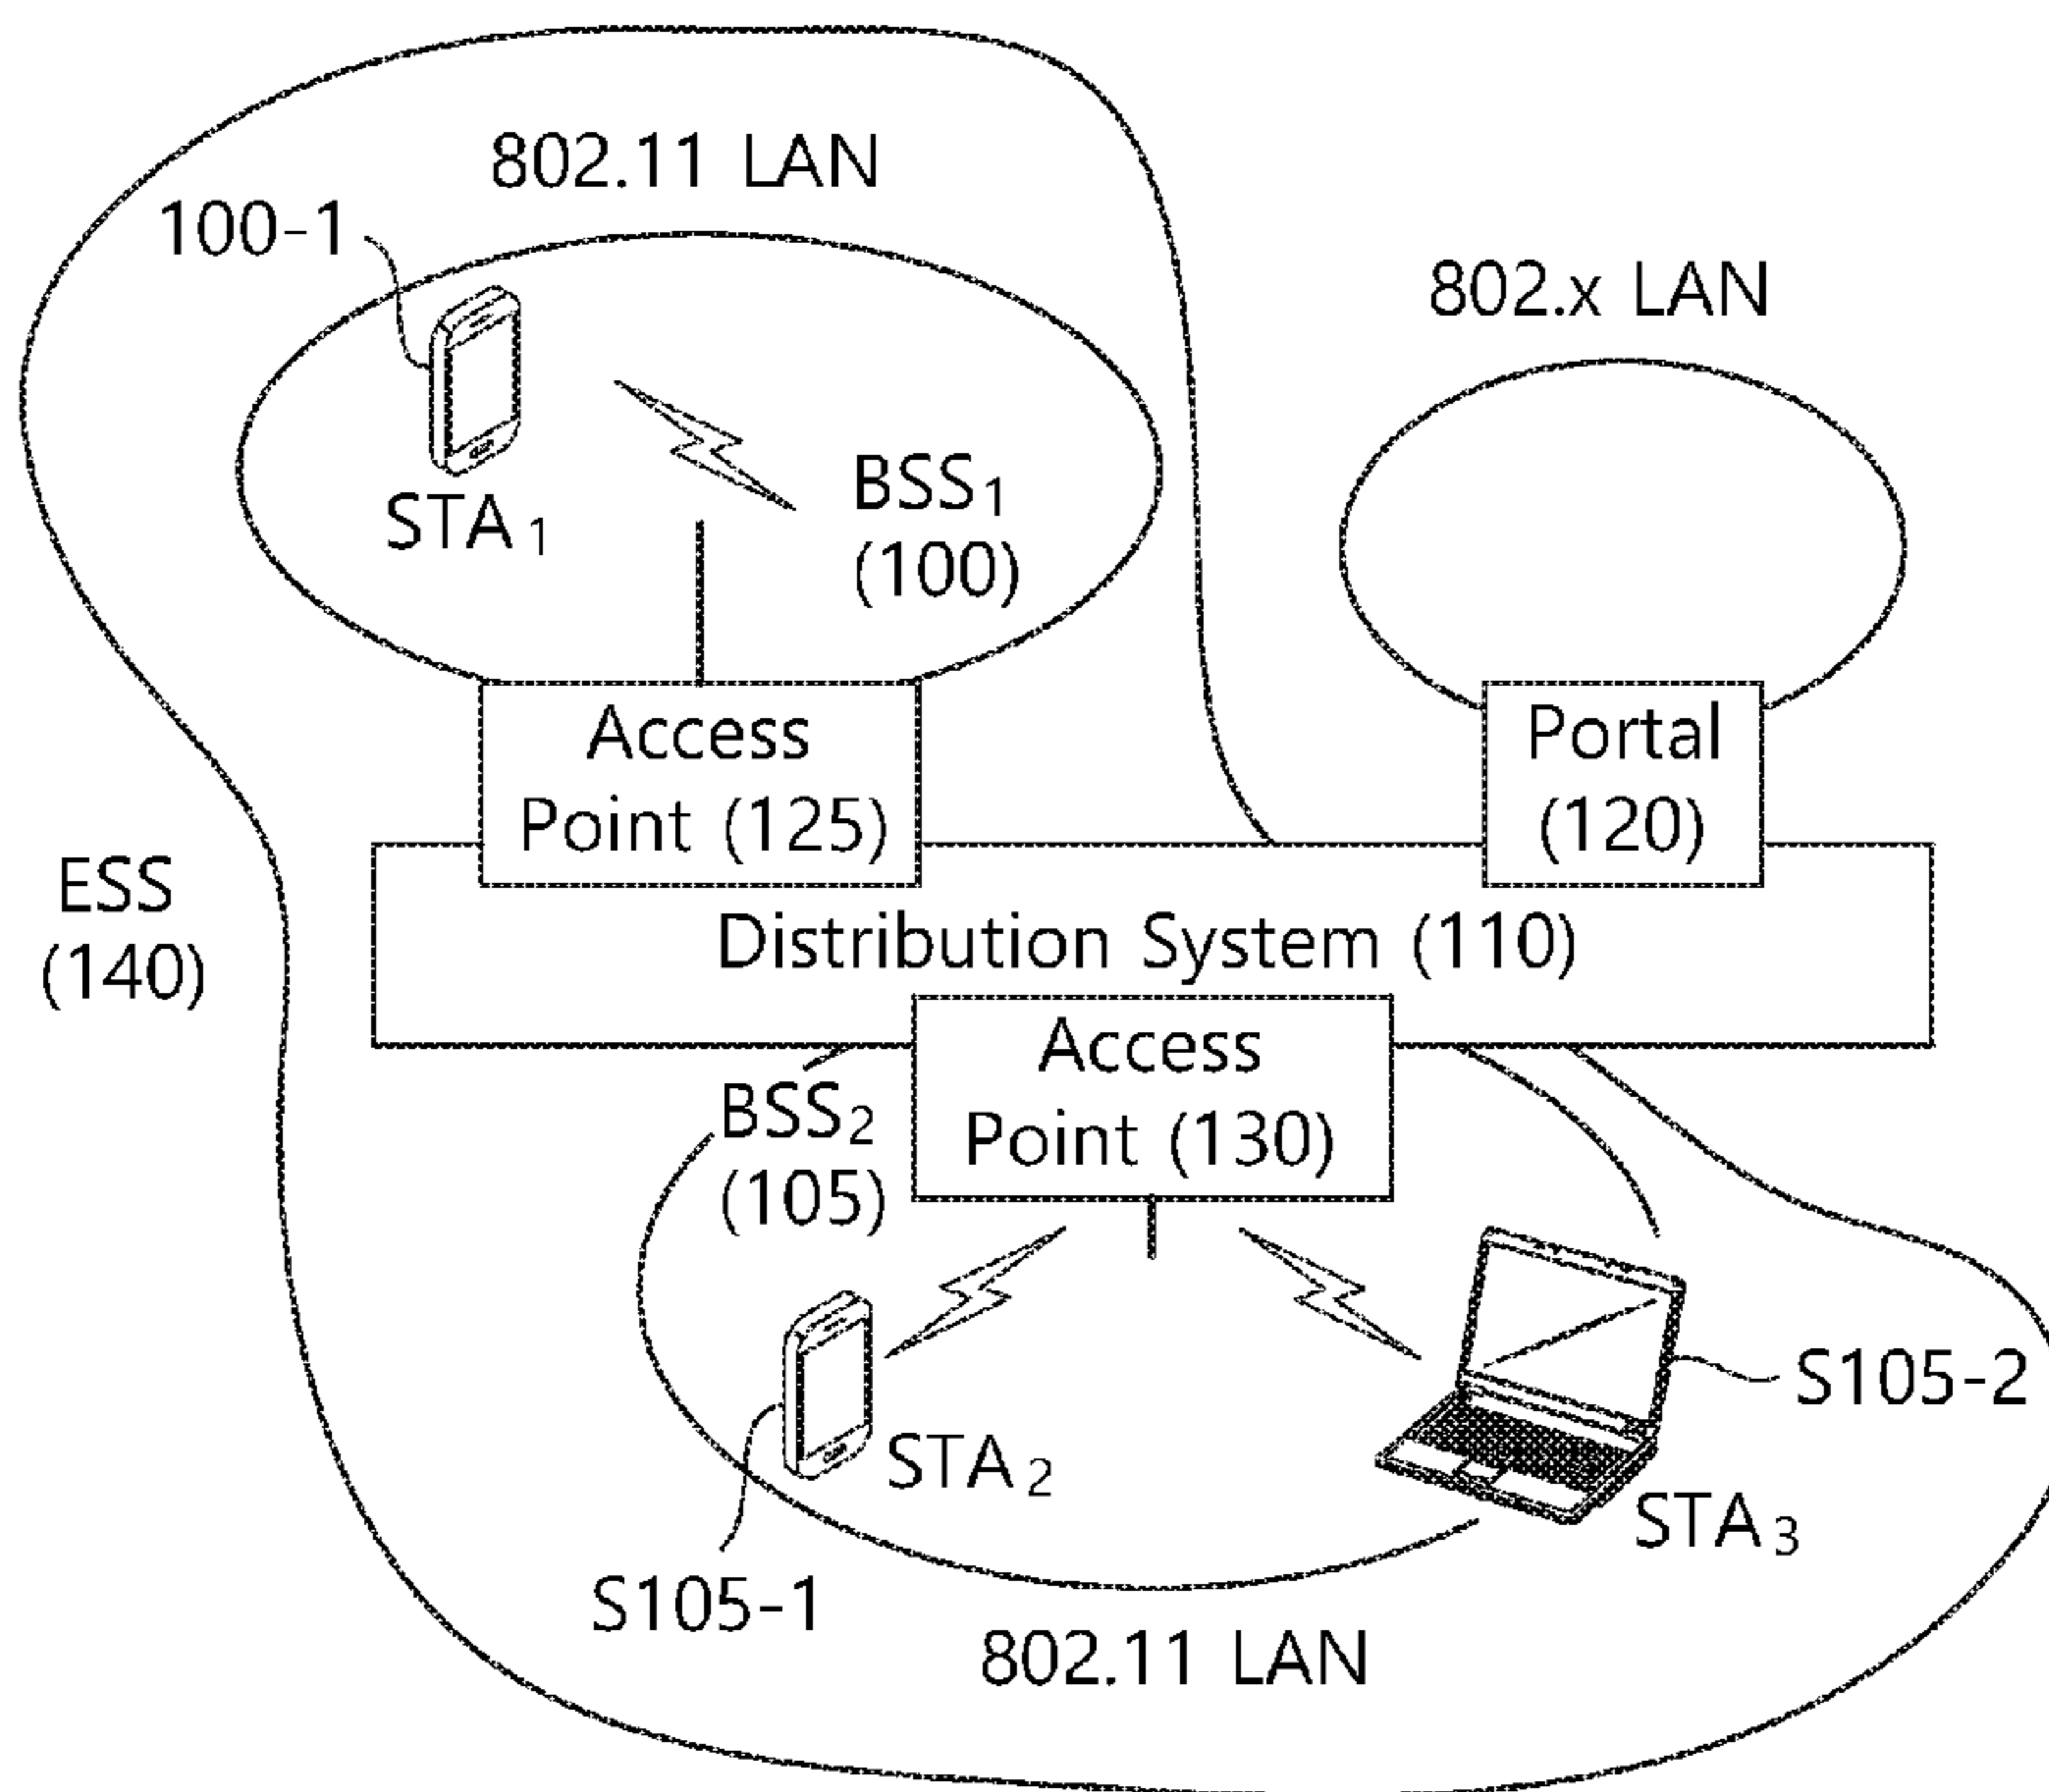 802.11 LAN
100-1
802.x LAN
STA1
BSS1
(100)
Access
Point (125)
Portal
(120)
ESS
(140)
Distribution System (110)
Access
Point (130)
BSS2
(105)
S105-2
STA2
STA3
S105-1
802.11 LAN